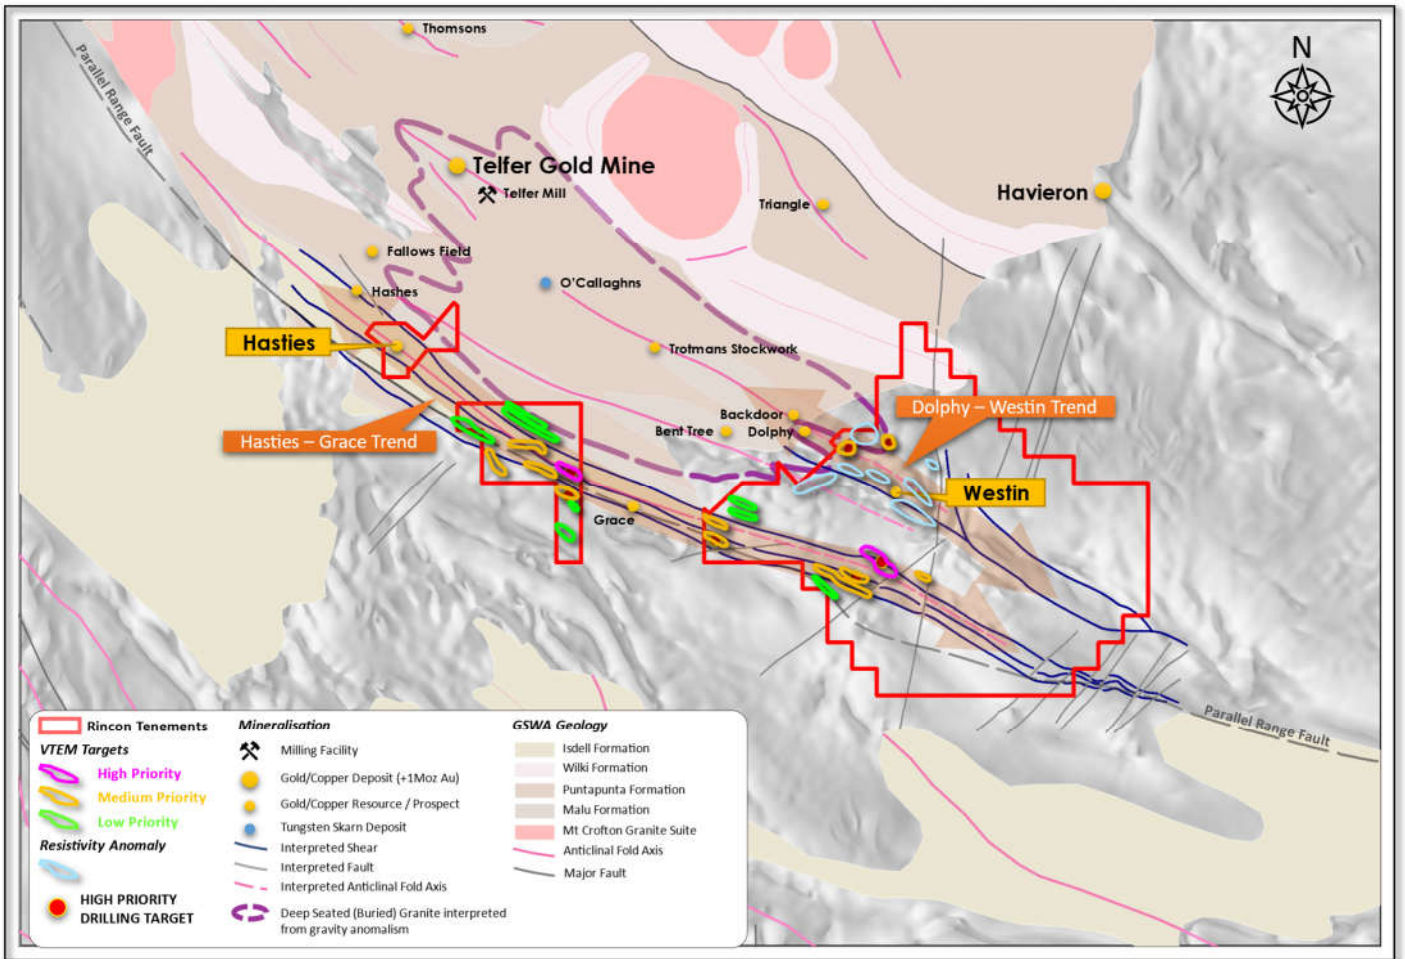 Thomsons
N
Parallel Range Fault
Telfer Gold Mine
Telfer Mill
Havieron
Triangle
Fallows Field
O'Callaghns
Hashes
Hasties
Trotmans Stockwork
Backdoor
Dolphy – Westin Trend
Bent Tree
Dolphy
Hasties – Grace Trend
Westin
Grace
Parallel Range Fault
Rincon Tenements
VTEM Targets
High Priority
Medium Priority
Low Priority
Resistivity Anomaly
HIGH PRIORITY
DRILLING TARGET
Mineralisation
Milling Facility
Gold/Copper Deposit (+1Moz Au)
Gold/Copper Resource / Prospect
Tungsten Skarn Deposit
Interpreted Shear
Interpreted Fault
Interpreted Anticlinal Fold Axis
Deep Seated (Buried) Granite interpreted
from gravity anomalism
GSWA Geology
Isdell Formation
Wilki Formation
Puntapunta Formation
Malu Formation
Mt Crofton Granite Suite
Anticlinal Fold Axis
Major Fault